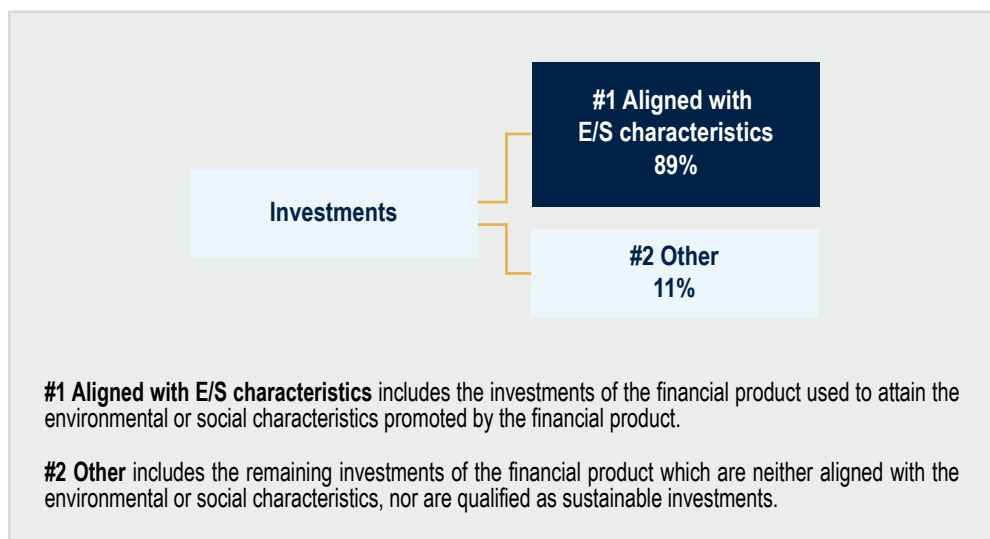 #1 Aligned with
E/S characteristics
89%
Investments
#2 Other
11%
#1 Aligned with E/S characteristics includes the investments of the financial product used to attain the
environmental or social characteristics promoted by the financial product.
#2 Other includes the remaining investments of the financial product which are neither aligned with the
environmental or social characteristics, nor are qualified as sustainable investments.